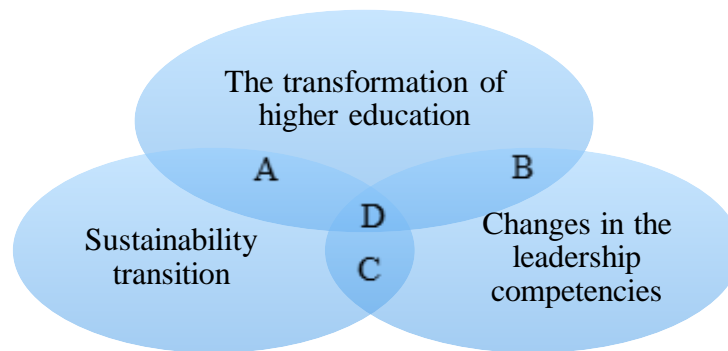 The transformation of
higher education
A
B
D
Sustainability
transition
C
Changes in the
leadership
competencies